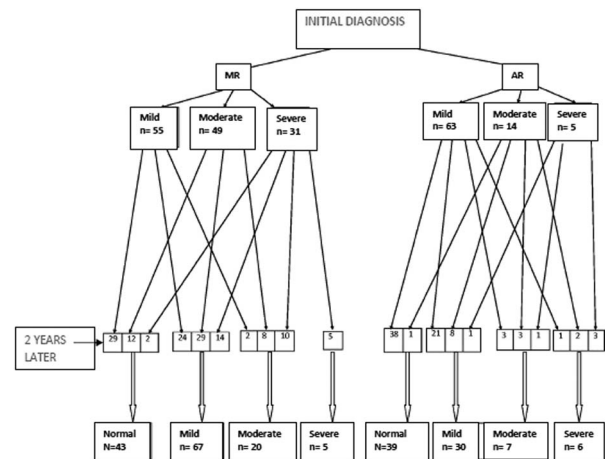 INITIAL DIAGNOSIS
MR
AR
Mild
n= 55
Moderate
n= 49
Severe
n= 31
Mild
n= 63
Moderate
n= 14
Severe
n= 5
2 YEARS
LATER
29 12 2
24 29 14
2 8 10
5
38 1
21 8 1
3 3 1
1 2 3
Normal
N=43
Mild
n= 67
Moderate
n= 20
Severe
n= 5
Normal
N=39
Mild
n= 30
Moderate
n= 7
Severe
n= 6